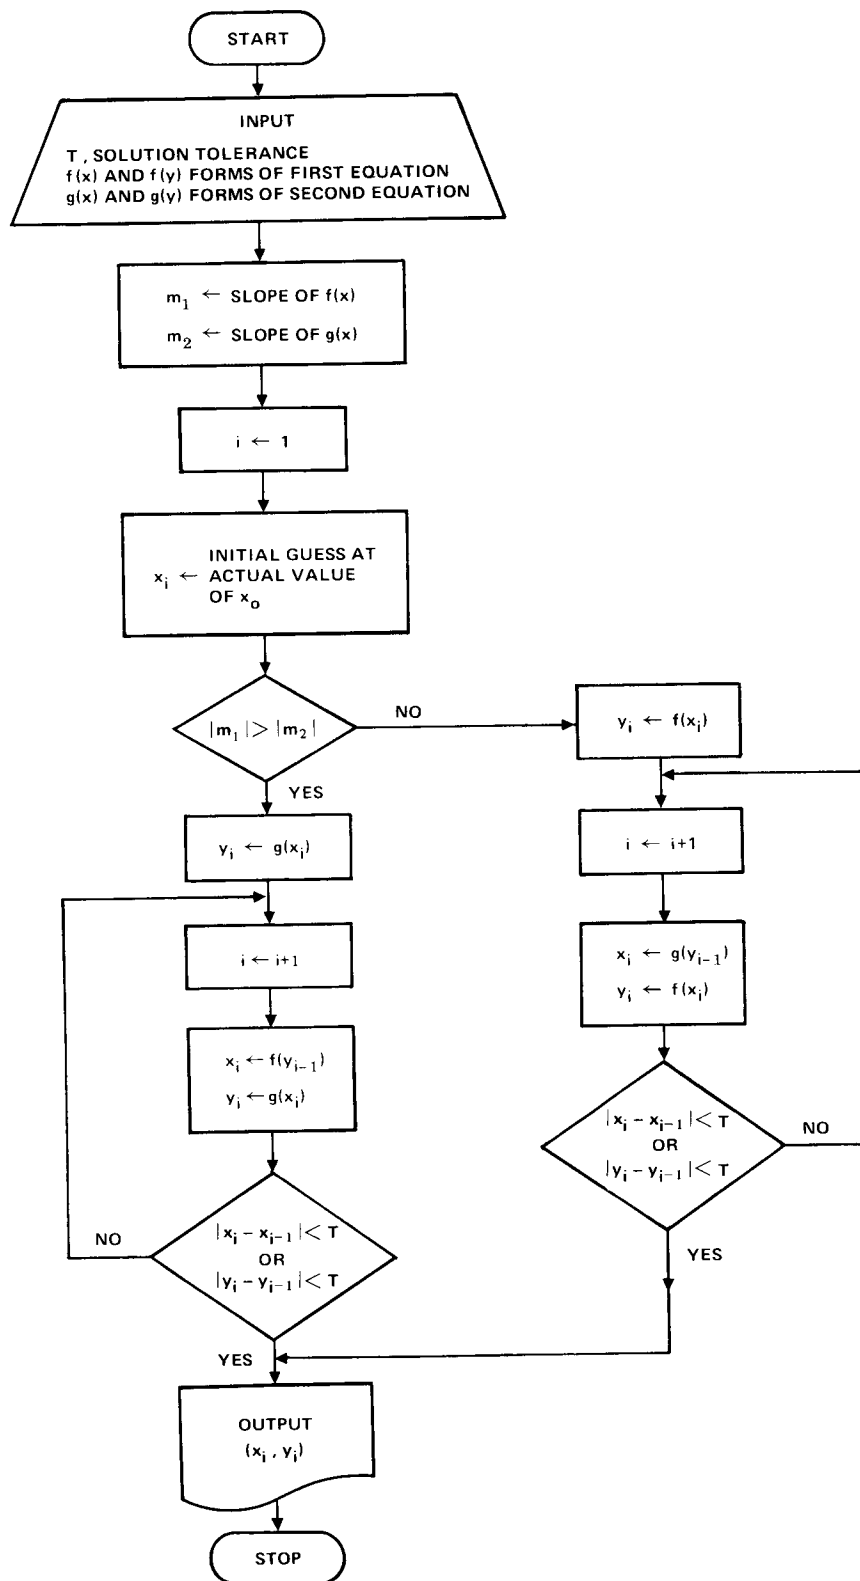 START
INPUT
T, SOLUTION TOLERANCE
f(x) AND f(y) FORMS OF FIRST EQUATION
g(x) AND g(y) FORMS OF SECOND EQUATION
m₁ ← SLOPE OF f(x)
m₂ ← SLOPE OF g(x)
i ← 1
INITIAL GUESS AT
xᵢ ← ACTUAL VALUE
OF xₒ
|m₁| > |m₂|
NO
YES
yᵢ ← f(xᵢ)
yᵢ ← g(xᵢ)
i ← i+1
i ← i+1
xᵢ ← g(yᵢ₋₁)
yᵢ ← f(xᵢ)
xᵢ ← f(yᵢ₋₁)
yᵢ ← g(xᵢ)
|xᵢ − xᵢ₋₁| < T
OR
|yᵢ − yᵢ₋₁| < T
NO
YES
|xᵢ − xᵢ₋₁| < T
OR
|yᵢ − yᵢ₋₁| < T
NO
YES
OUTPUT
(xᵢ, yᵢ)
STOP